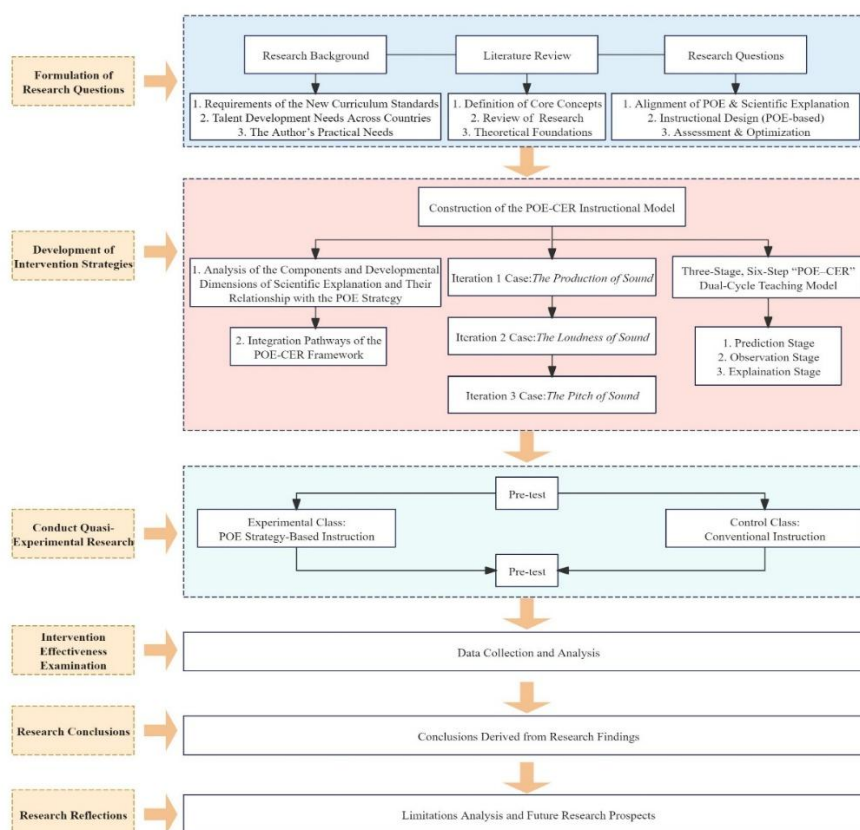 Formulation of
Research Questions
Research Background
Literature Review
Research Questions
1. Requirements of the New Curriculum Standards
2. Talent Development Needs Across Countries
3. The Author's Practical Needs
1. Definition of Core Concepts
2. Review of Research
3. Theoretical Foundations
1. Alignment of POE & Scientific Explanation
2. Instructional Design (POE-based)
3. Assessment & Optimization
Development of
Intervention Strategies
Construction of the POE-CER Instructional Model
1. Analysis of the Components and Developmental
Dimensions of Scientific Explanation and Their
Relationship with the POE Strategy
2. Integration Pathways of the
POE-CER Framework
Iteration 1 Case:The Production of Sound
Iteration 2 Case:The Loudness of Sound
Iteration 3 Case:The Pitch of Sound
Three-Stage, Six-Step “POE–CER”
Dual-Cycle Teaching Model
1. Prediction Stage
2. Observation Stage
3. Explaination Stage
Conduct Quasi-
Experimental Research
Pre-test
Experimental Class:
POE Strategy-Based Instruction
Control Class:
Conventional Instruction
Pre-test
Intervention
Effectiveness
Examination
Data Collection and Analysis
Research Conclusions
Conclusions Derived from Research Findings
Research Reflections
Limitations Analysis and Future Research Prospects